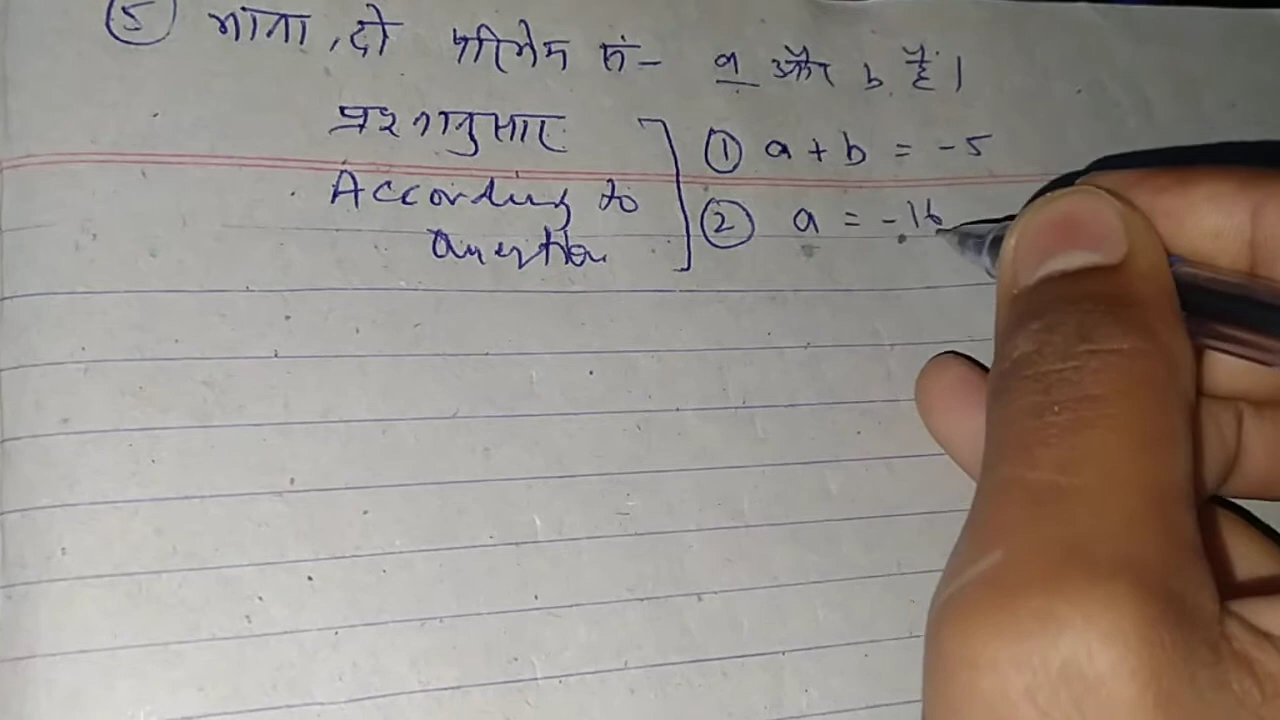 ⑤ माना, दो परिमेय सं- a और b हैं।
प्रश्नानुसार
According to
Question
① a + b = -5
② a = -16